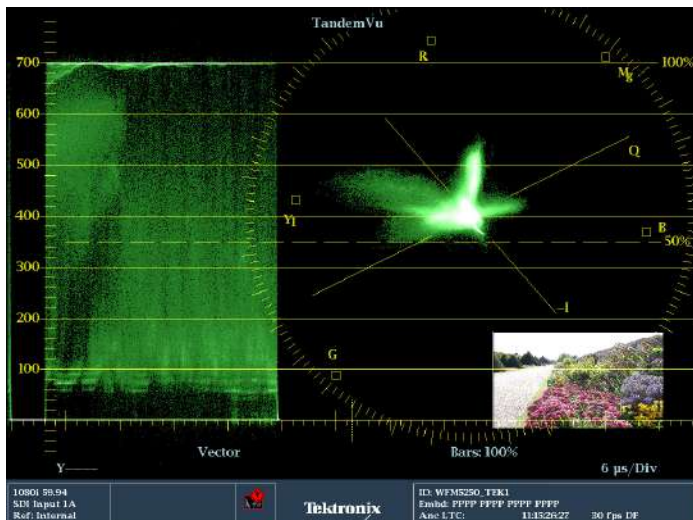 TandemVu
700
100%
R
Mg
600
500
Q
400
Yl
B
50%
300
-I
200
G
100
Vector
Bars: 100%
Y
6 µs/Div
1080i 59.94
SDI Input 1A
Ref: Internal
Tektronix
ID: WFM5250_TEK1
Embd: PPPP PPPP PPPP PPPP
Anc LTC: 11:15:26:27 30 fps DF